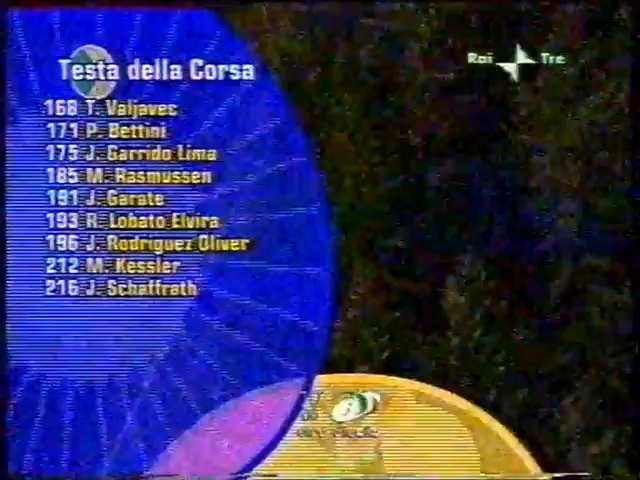 Testa della Corsa
Rai Tre
168 T. Valjavec
171 P. Bettini
175 J. Garrido Lima
185 M. Rasmussen
191 J. Garate
193 R. Lobato Elvira
196 J. Rodriguez Oliver
212 M. Kessler
216 J. Schaffrath